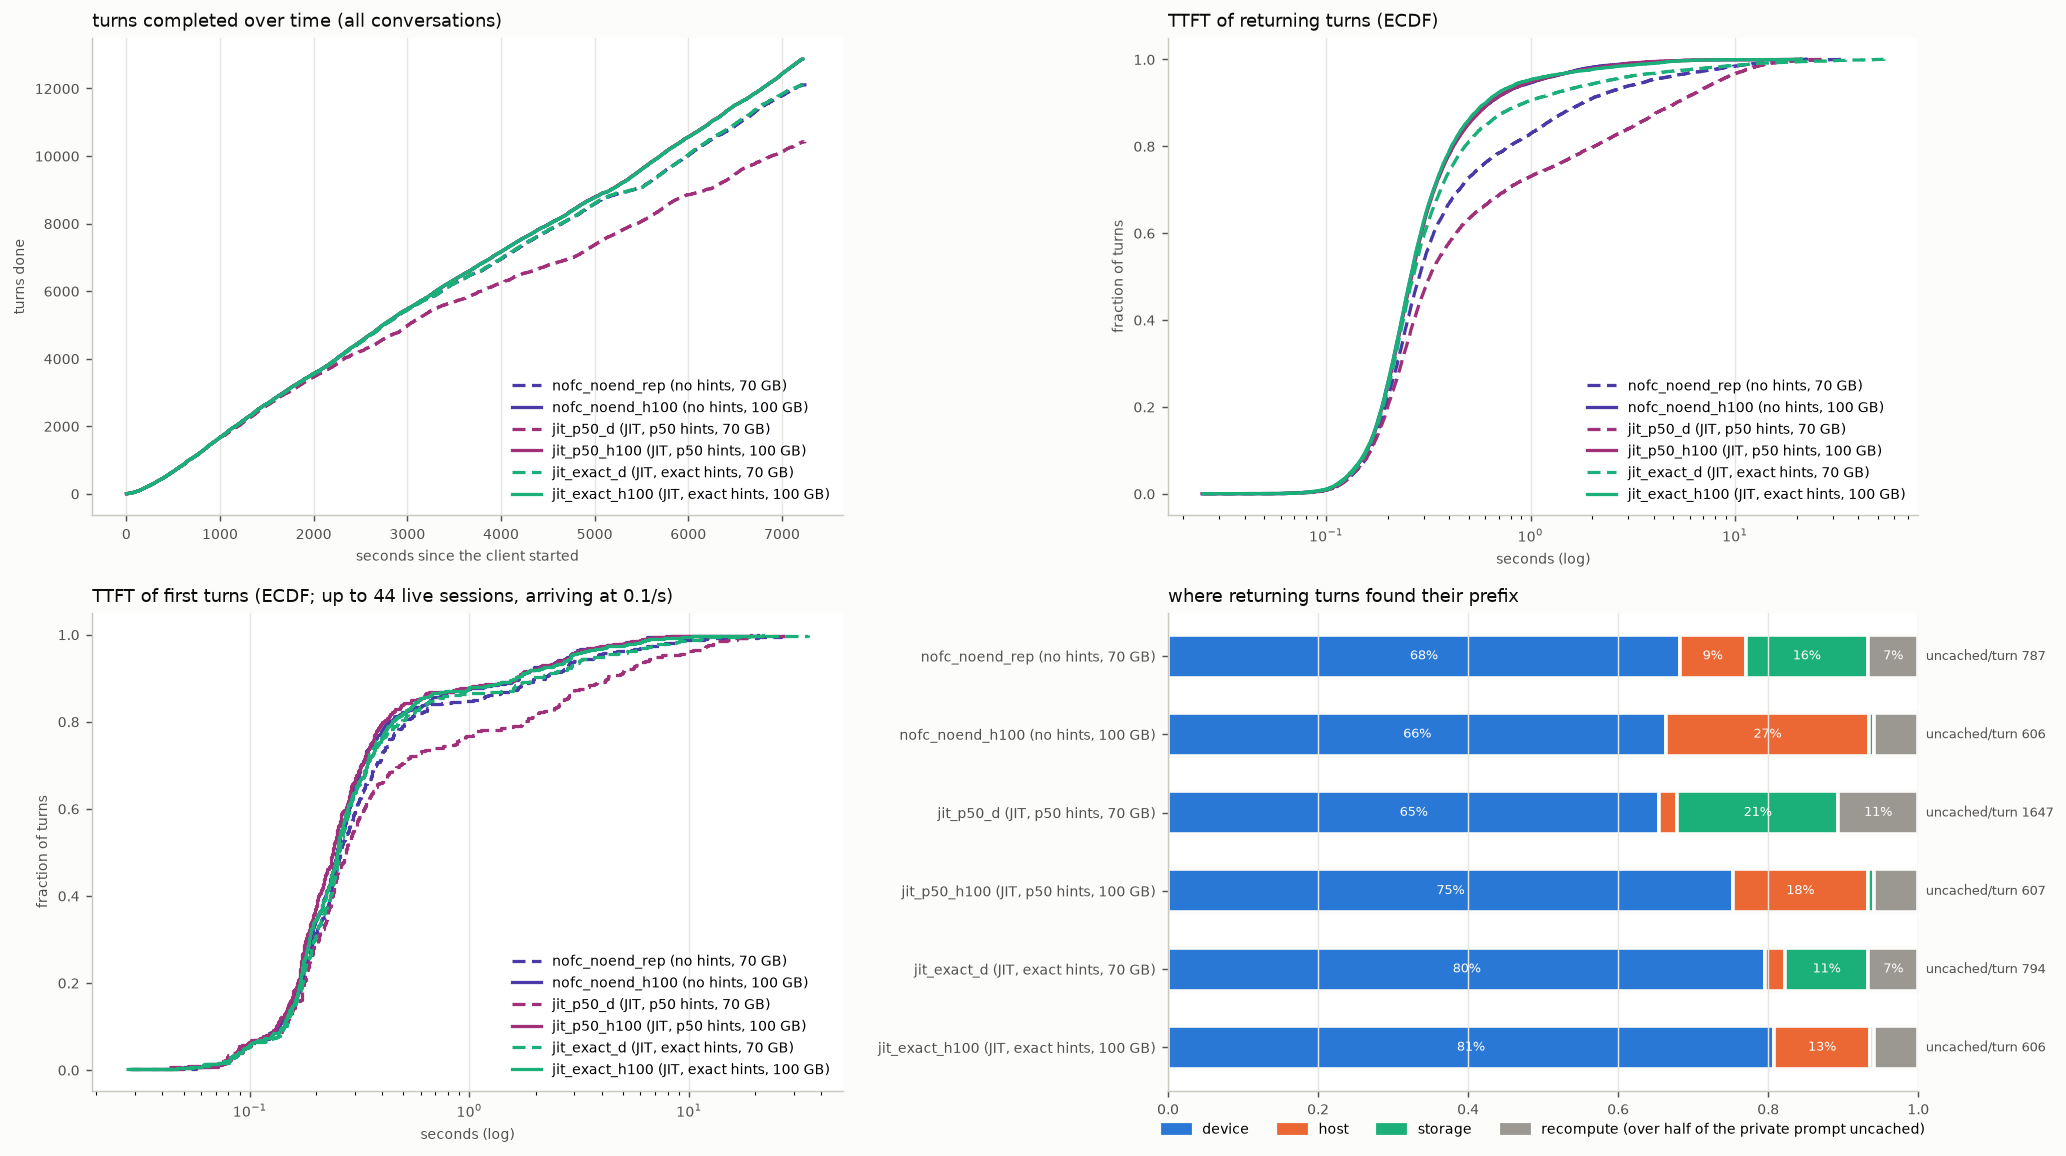 turns completed over time (all conversations)
turns done
12000
10000
8000
6000
4000
2000
0
nofc_noend_rep (no hints, 70 GB)
nofc_noend_h100 (no hints, 100 GB)
jit_p50_d (JIT, p50 hints, 70 GB)
jit_p50_h100 (JIT, p50 hints, 100 GB)
jit_exact_d (JIT, exact hints, 70 GB)
jit_exact_h100 (JIT, exact hints, 100 GB)
0 1000 2000 3000 4000 5000 6000 7000
seconds since the client started
TTFT of returning turns (ECDF)
fraction of turns
1.0
0.8
0.6
0.4
0.2
0.0
nofc_noend_rep (no hints, 70 GB)
nofc_noend_h100 (no hints, 100 GB)
jit_p50_d (JIT, p50 hints, 70 GB)
jit_p50_h100 (JIT, p50 hints, 100 GB)
jit_exact_d (JIT, exact hints, 70 GB)
jit_exact_h100 (JIT, exact hints, 100 GB)
10⁻¹ 10⁰ 10¹
seconds (log)
TTFT of first turns (ECDF; up to 44 live sessions, arriving at 0.1/s)
fraction of turns
1.0
0.8
0.6
0.4
0.2
0.0
nofc_noend_rep (no hints, 70 GB)
nofc_noend_h100 (no hints, 100 GB)
jit_p50_d (JIT, p50 hints, 70 GB)
jit_p50_h100 (JIT, p50 hints, 100 GB)
jit_exact_d (JIT, exact hints, 70 GB)
jit_exact_h100 (JIT, exact hints, 100 GB)
10⁻¹ 10⁰ 10¹
seconds (log)
where returning turns found their prefix
nofc_noend_rep (no hints, 70 GB) 68% 9% 16% 7% uncached/turn 787
nofc_noend_h100 (no hints, 100 GB) 66% 27% uncached/turn 606
jit_p50_d (JIT, p50 hints, 70 GB) 65% 21% 11% uncached/turn 1647
jit_p50_h100 (JIT, p50 hints, 100 GB) 75% 18% uncached/turn 607
jit_exact_d (JIT, exact hints, 70 GB) 80% 11% 7% uncached/turn 794
jit_exact_h100 (JIT, exact hints, 100 GB) 81% 13% uncached/turn 606
0.0 0.2 0.4 0.6 0.8 1.0
device host storage recompute (over half of the private prompt uncached)